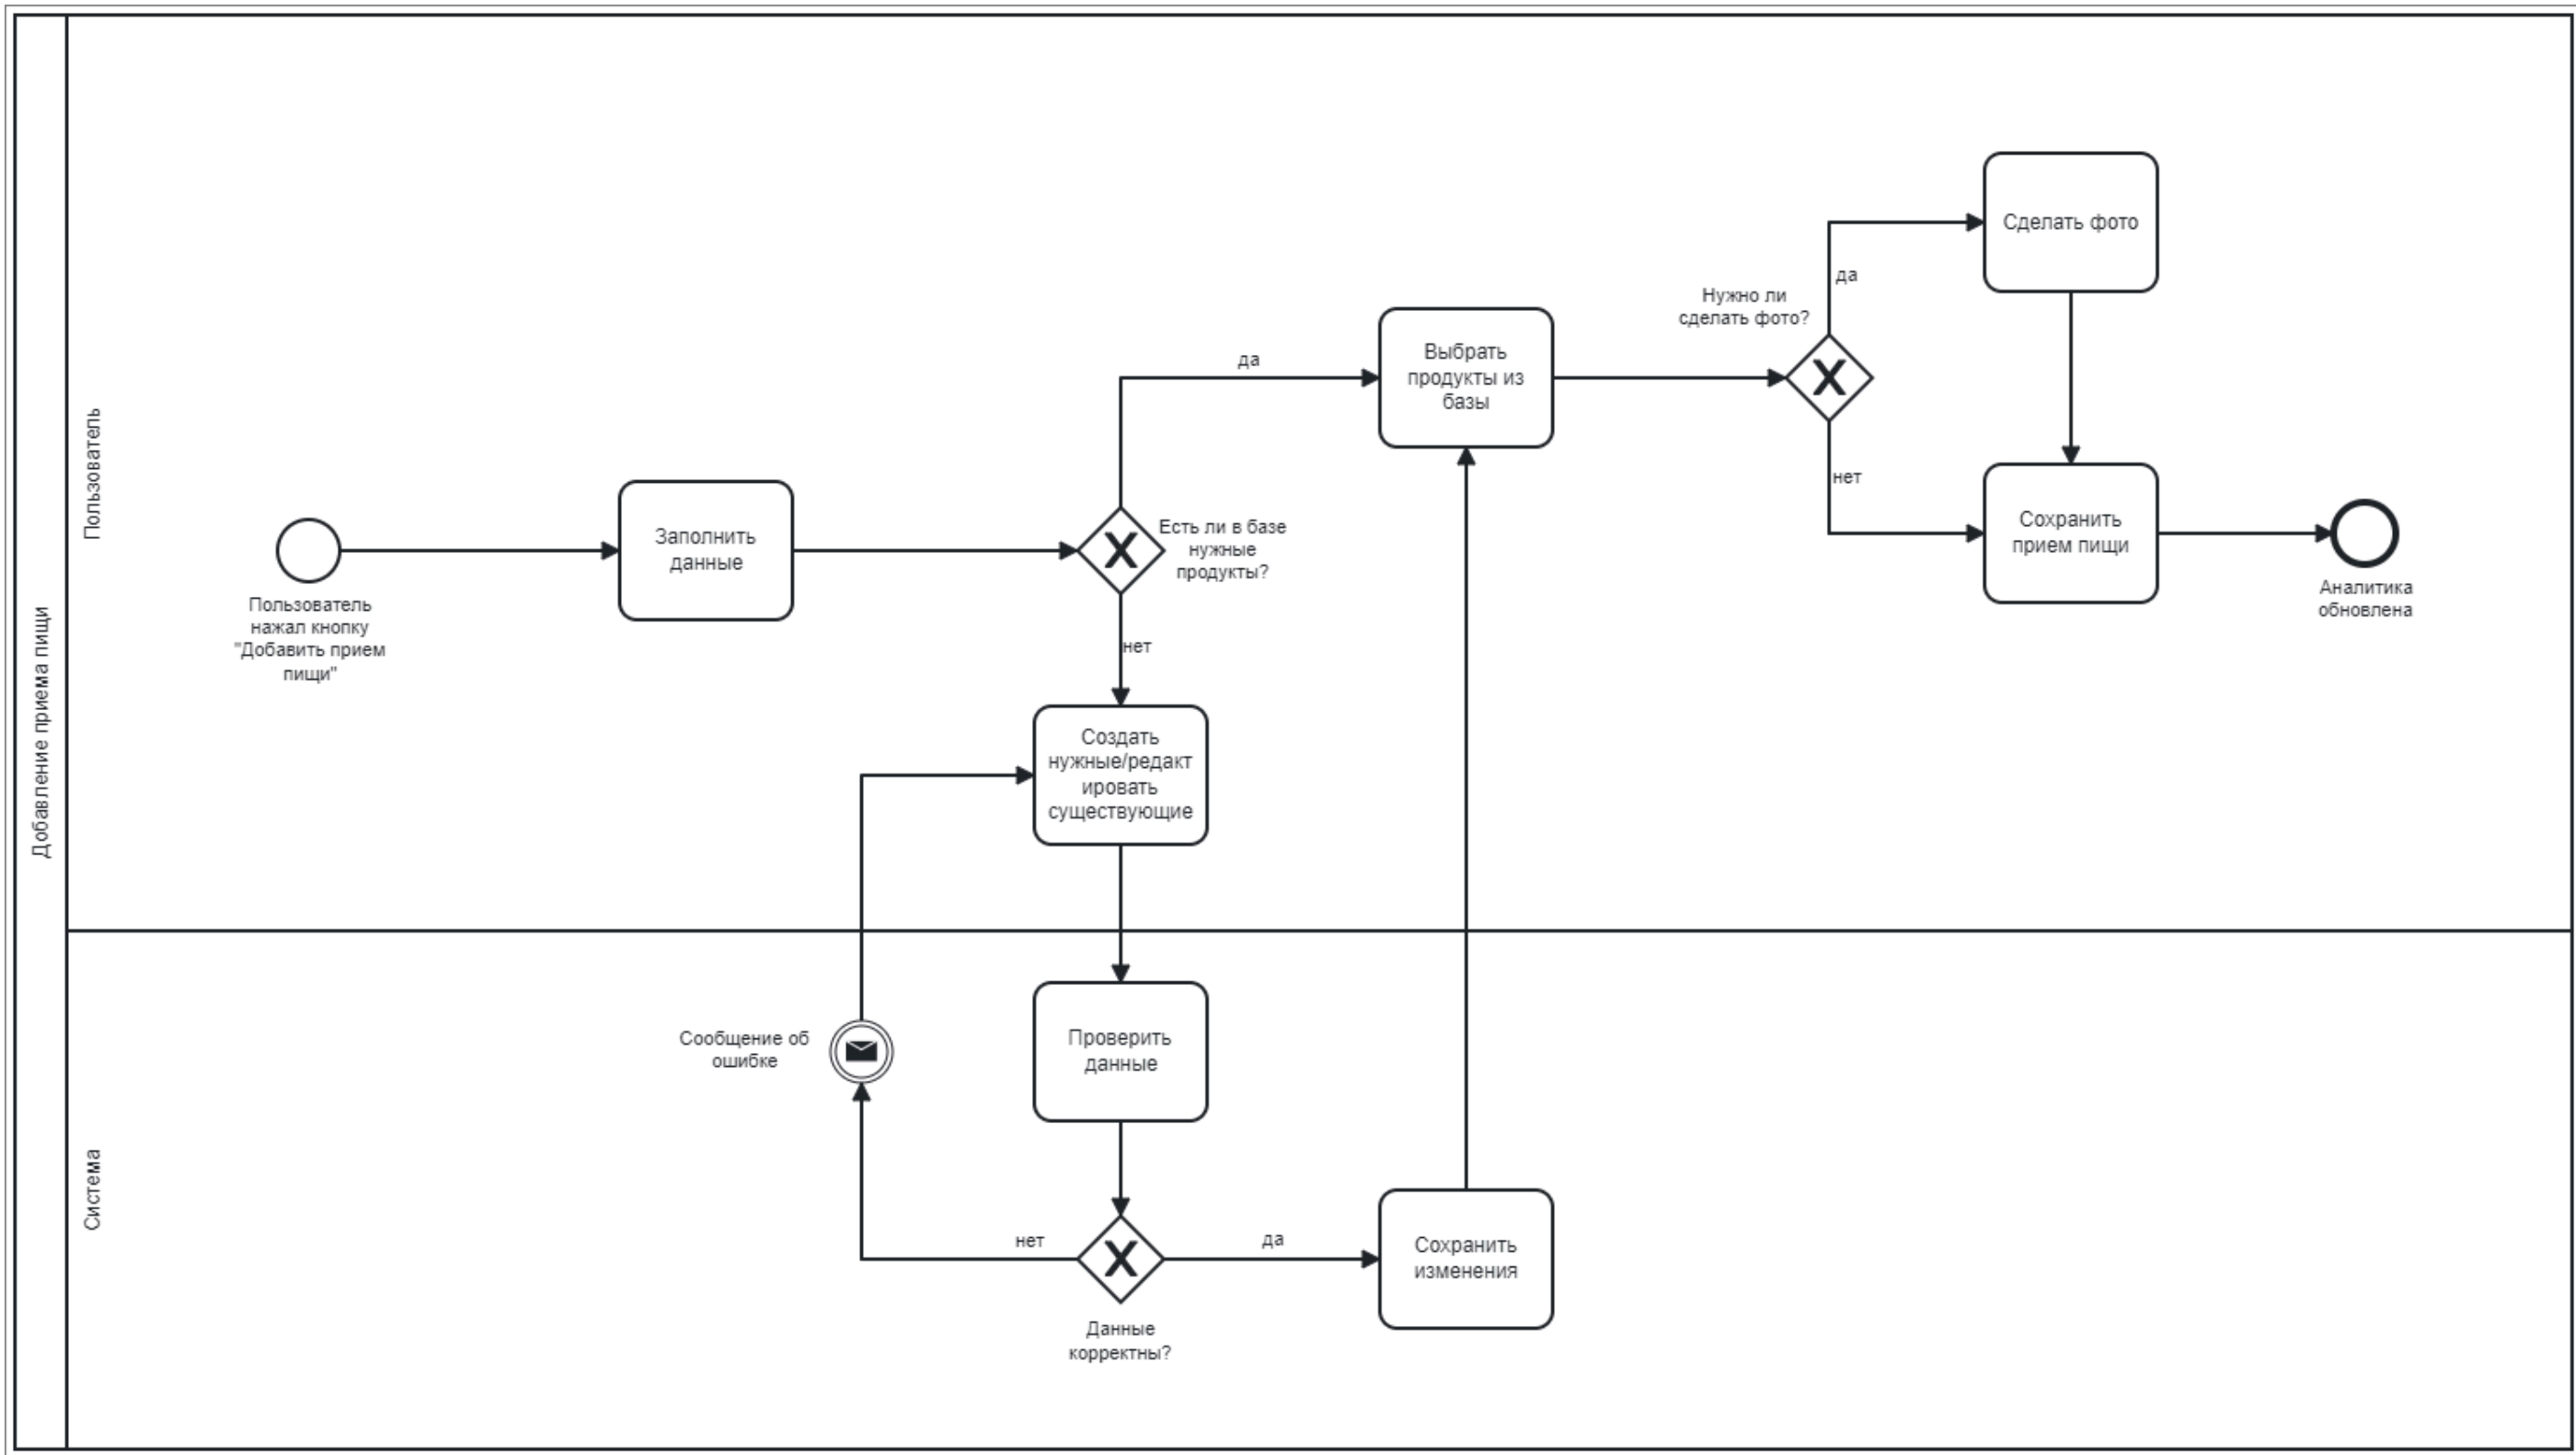 Добавление приема пищи
Пользователь
Пользователь
нажал кнопку
"Добавить прием
пищи"
Заполнить
данные
Есть ли в базе
нужные
продукты?
да
нет
Выбрать
продукты из
базы
Нужно ли
сделать фото?
да
нет
Сделать фото
Сохранить
прием пищи
Аналитика
обновлена
Создать
нужные/редакт
ировать
существующие
Система
Сообщение об
ошибке
Проверить
данные
нет
да
Данные
корректны?
Сохранить
изменения